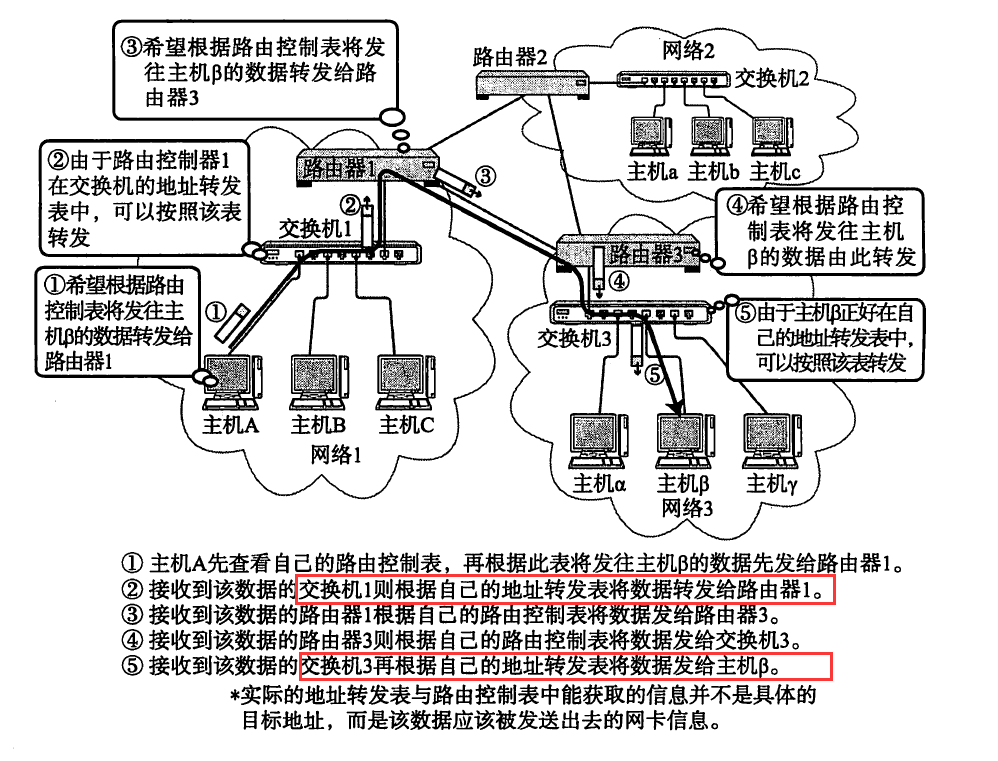 ③希望根据路由控制表将发
往主机β的数据转发给路
由器3
路由器2
网络2
交换机2
主机a 主机b 主机c
②由于路由控制器1
在交换机的地址转发
表中，可以按照该表
转发
路由器1
③
②
交换机1
④希望根据路由控
制表将发往主机
β的数据由此转发
路由器3
④
①希望根据路由
控制表将发往主
机β的数据转发给
路由器1
①
交换机3
⑤
⑤由于主机β正好在自
己的地址转发表中，
可以按照该表转发
主机A 主机B 主机C
网络1
主机α 主机β 主机γ
网络3
① 主机A先查看自己的路由控制表，再根据此表将发往主机β的数据先发给路由器1。
② 接收到该数据的交换机1则根据自己的地址转发表将数据转发给路由器1。
③ 接收到该数据的路由器1根据自己的路由控制表将数据发给路由器3。
④ 接收到该数据的路由器3则根据自己的路由控制表将数据发给交换机3。
⑤ 接收到该数据的交换机3再根据自己的地址转发表将数据发给主机β。
*实际的地址转发表与路由控制表中能获取的信息并不是具体的
目标地址，而是该数据应该被发送出去的网卡信息。